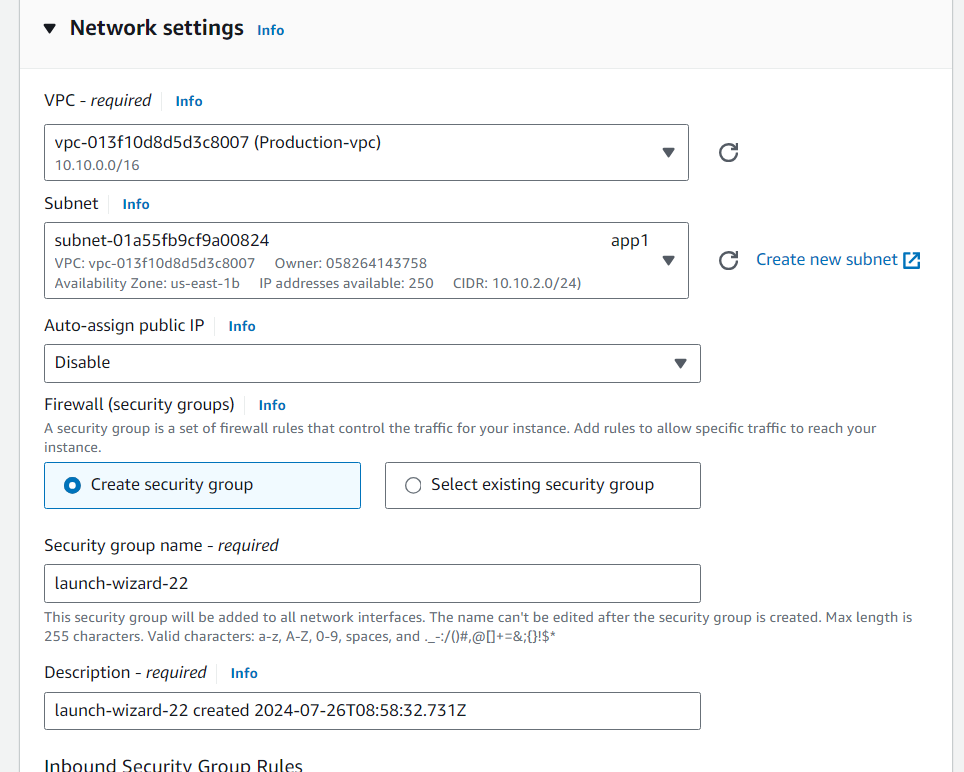 Network settings Info
VPC - required Info
vpc-013f10d8d5d3c8007 (Production-vpc)
10.10.0.0/16
Subnet Info
subnet-01a55fb9cf9a00824 app1
VPC: vpc-013f10d8d5d3c8007 Owner: 058264143758
Availability Zone: us-east-1b IP addresses available: 250 CIDR: 10.10.2.0/24)
Create new subnet
Auto-assign public IP Info
Disable
Firewall (security groups) Info
A security group is a set of firewall rules that control the traffic for your instance. Add rules to allow specific traffic to reach your
instance.
Create security group Select existing security group
Security group name - required
launch-wizard-22
This security group will be added to all network interfaces. The name can't be edited after the security group is created. Max length is
255 characters. Valid characters: a-z, A-Z, 0-9, spaces, and ._-:/()#,@[]+=&;{}!$*
Description - required Info
launch-wizard-22 created 2024-07-26T08:58:32.731Z
Inbound Security Group Rules